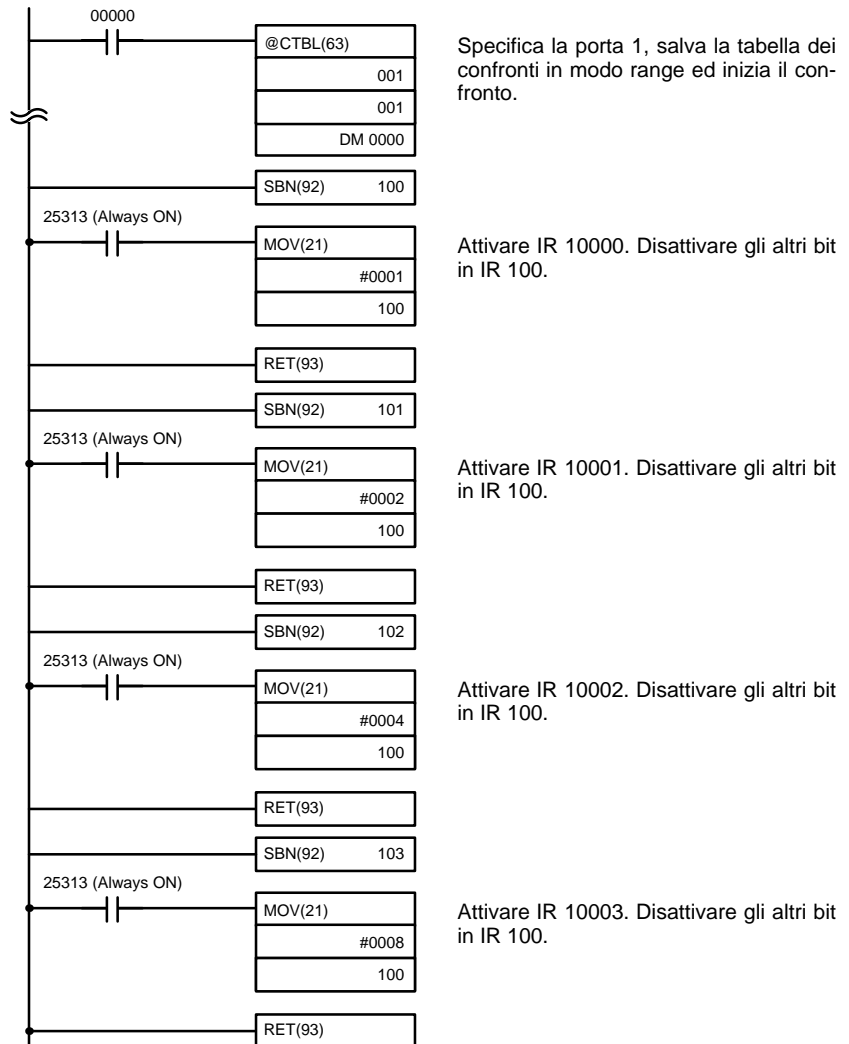 00000
@CTBL(63)
001
001
DM 0000
Specifica la porta 1, salva la tabella dei
confronti in modo range ed inizia il con-
fronto.
SBN(92) 100
25313 (Always ON)
MOV(21)
#0001
100
Attivare IR 10000. Disattivare gli altri bit
in IR 100.
RET(93)
SBN(92) 101
25313 (Always ON)
MOV(21)
#0002
100
Attivare IR 10001. Disattivare gli altri bit
in IR 100.
RET(93)
SBN(92) 102
25313 (Always ON)
MOV(21)
#0004
100
Attivare IR 10002. Disattivare gli altri bit
in IR 100.
RET(93)
SBN(92) 103
25313 (Always ON)
MOV(21)
#0008
100
Attivare IR 10003. Disattivare gli altri bit
in IR 100.
RET(93)